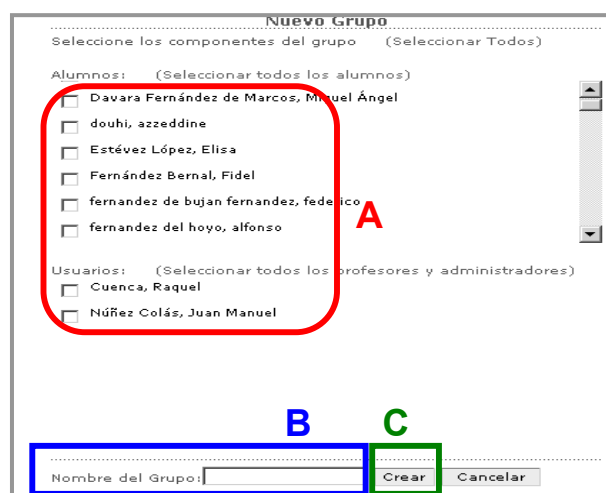 Nuevo Grupo
Seleccione los componentes del grupo (Seleccionar Todos)
Alumnos: (Seleccionar todos los alumnos)
Davara Fernández de Marcos, Miguel Ángel
douhi, azzeddine
Estévez López, Elisa
Fernández Bernal, Fidel
fernandez de bujan fernandez, federico
A
fernandez del hoyo, alfonso
Usuarios: (Seleccionar todos los profesores y administradores)
Cuenca, Raquel
Núñez Colás, Juan Manuel
B C
Nombre del Grupo: Crear Cancelar